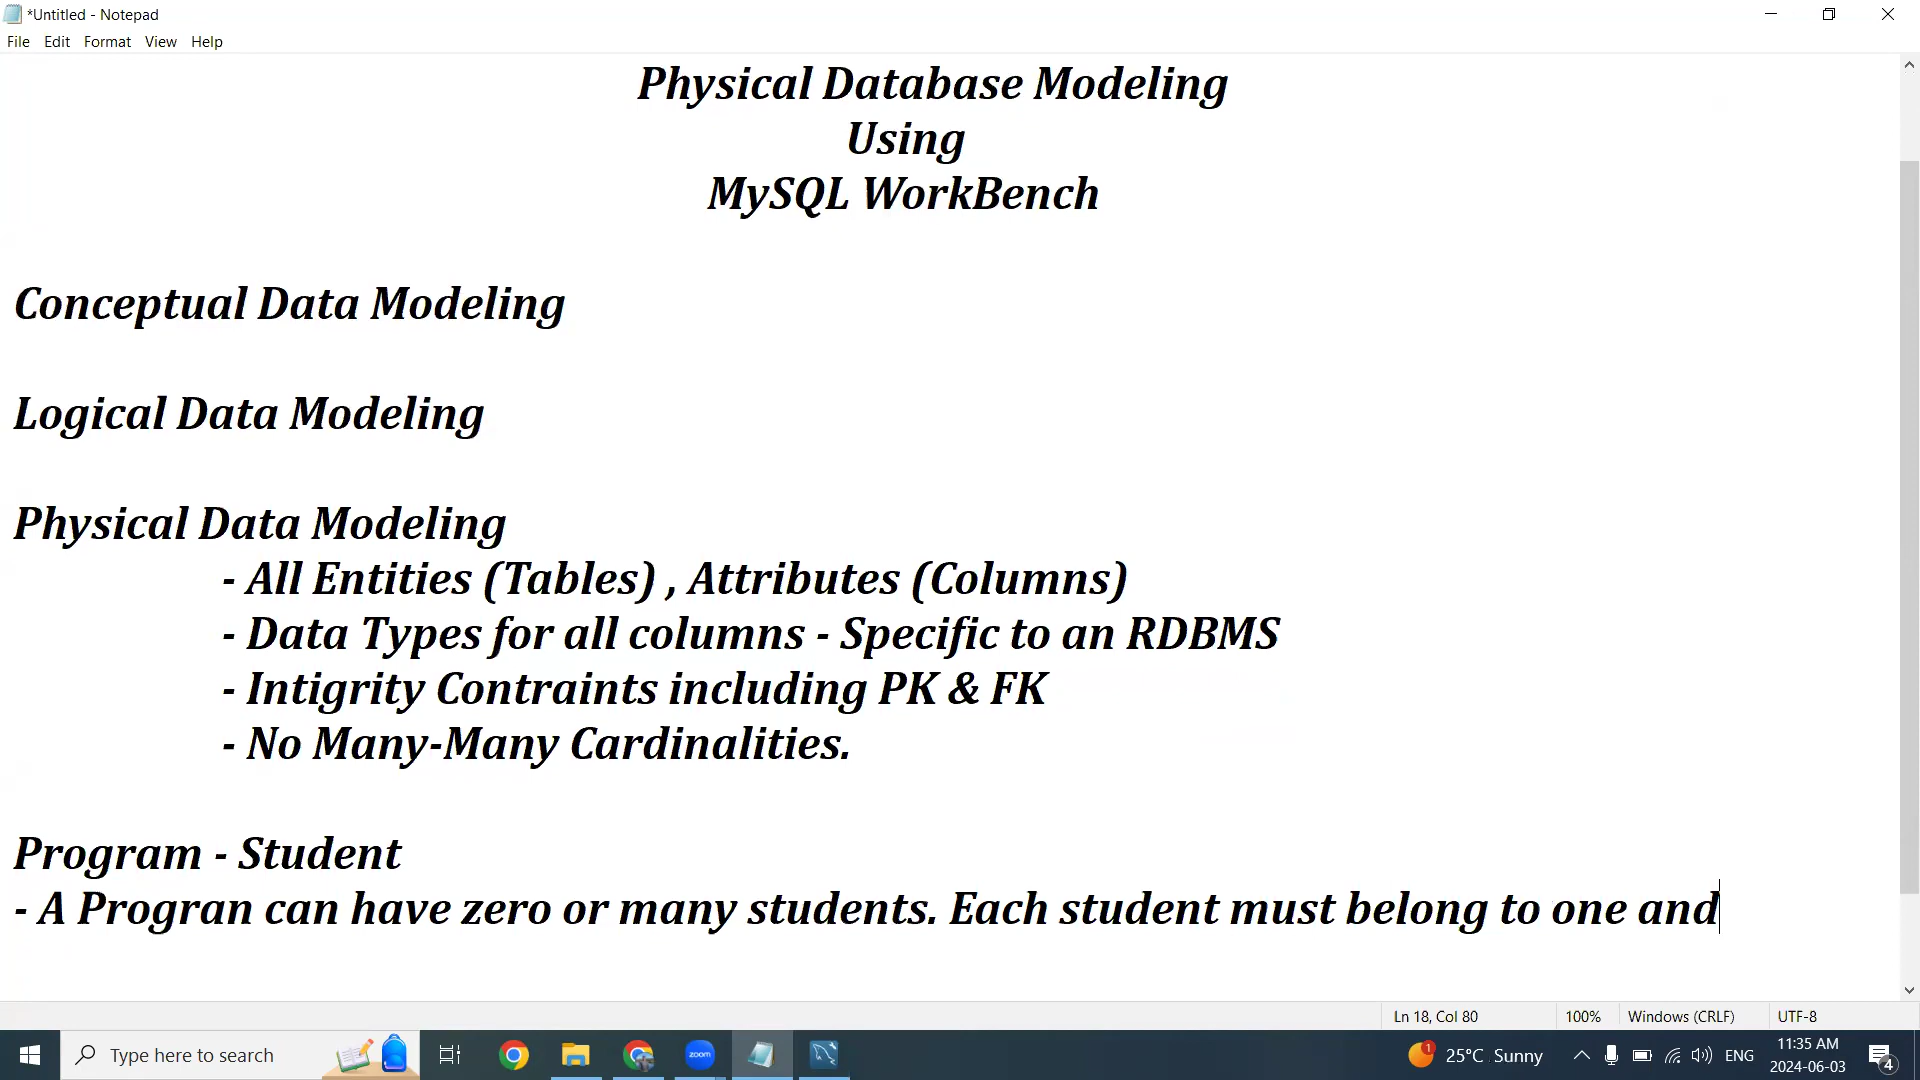 *Untitled - Notepad
File Edit Format View Help
Physical Database Modeling
Using
MySQL WorkBench
Conceptual Data Modeling
Logical Data Modeling
Physical Data Modeling
- All Entities (Tables) , Attributes (Columns)
- Data Types for all columns - Specific to an RDBMS
- Intigrity Contraints including PK & FK
- No Many-Many Cardinalities.
Program - Student
- A Progran can have zero or many students. Each student must belong to one and
Ln 18, Col 80 100% Windows (CRLF) UTF-8
Type here to search zoom 1 25°C Sunny ENG 11:35 AM 4
2024-06-03